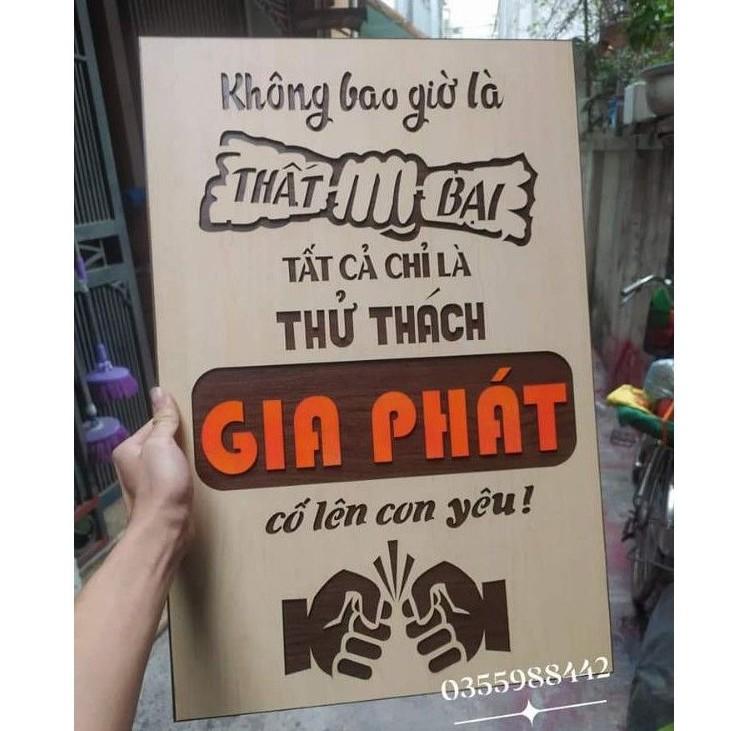 Không bao giờ là
THẤT BẠI
TẤT CẢ CHỈ LÀ
THỬ THÁCH
GIA PHÁT
cố lên con yêu!
0355988442